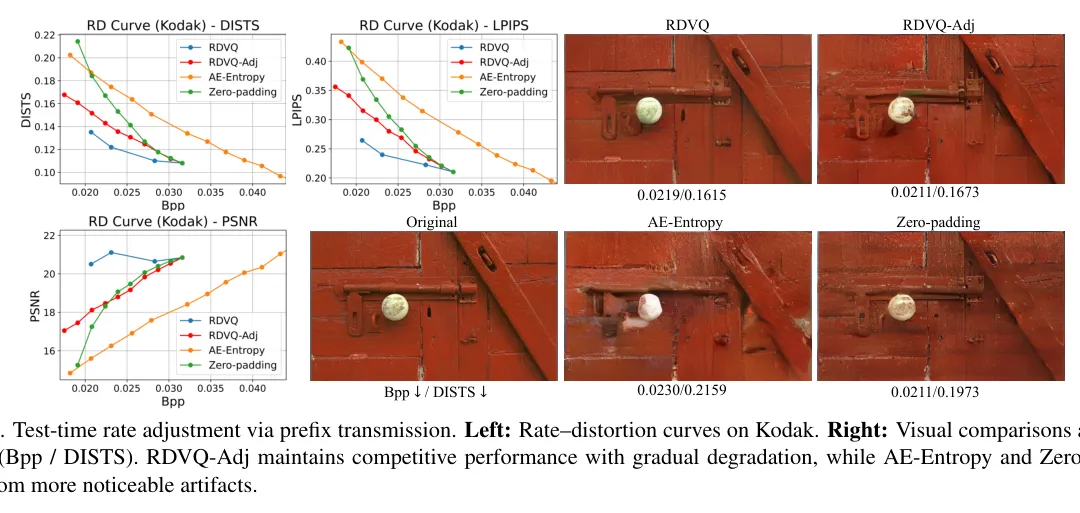 RD Curve (Kodak) - DISTS
0.22
0.20
0.18
0.16
0.14
0.12
0.10
DISTS
RDVQ
RDVQ-Adj
AE-Entropy
Zero-padding
0.020
0.025
0.030
0.035
0.040
Bpp
RD Curve (Kodak) - LPIPS
0.40
0.35
0.30
0.25
0.20
LPIPS
RDVQ
RDVQ-Adj
AE-Entropy
Zero-padding
0.020
0.025
0.030
0.035
0.040
Bpp
RDVQ
0.0219/0.1615
RDVQ-Adj
0.0211/0.1673
RD Curve (Kodak) - PSNR
22
20
18
16
PSNR
RDVQ
RDVQ-Adj
AE-Entropy
Zero-padding
0.020
0.025
0.030
0.035
0.040
Bpp
Original
Bpp ↓ / DISTS ↓
AE-Entropy
0.0230/0.2159
Zero-padding
0.0211/0.1973
. Test-time rate adjustment via prefix transmission. Left: Rate–distortion curves on Kodak. Right: Visual comparisons
(Bpp / DISTS). RDVQ-Adj maintains competitive performance with gradual degradation, while AE-Entropy and Zero-
om more noticeable artifacts.